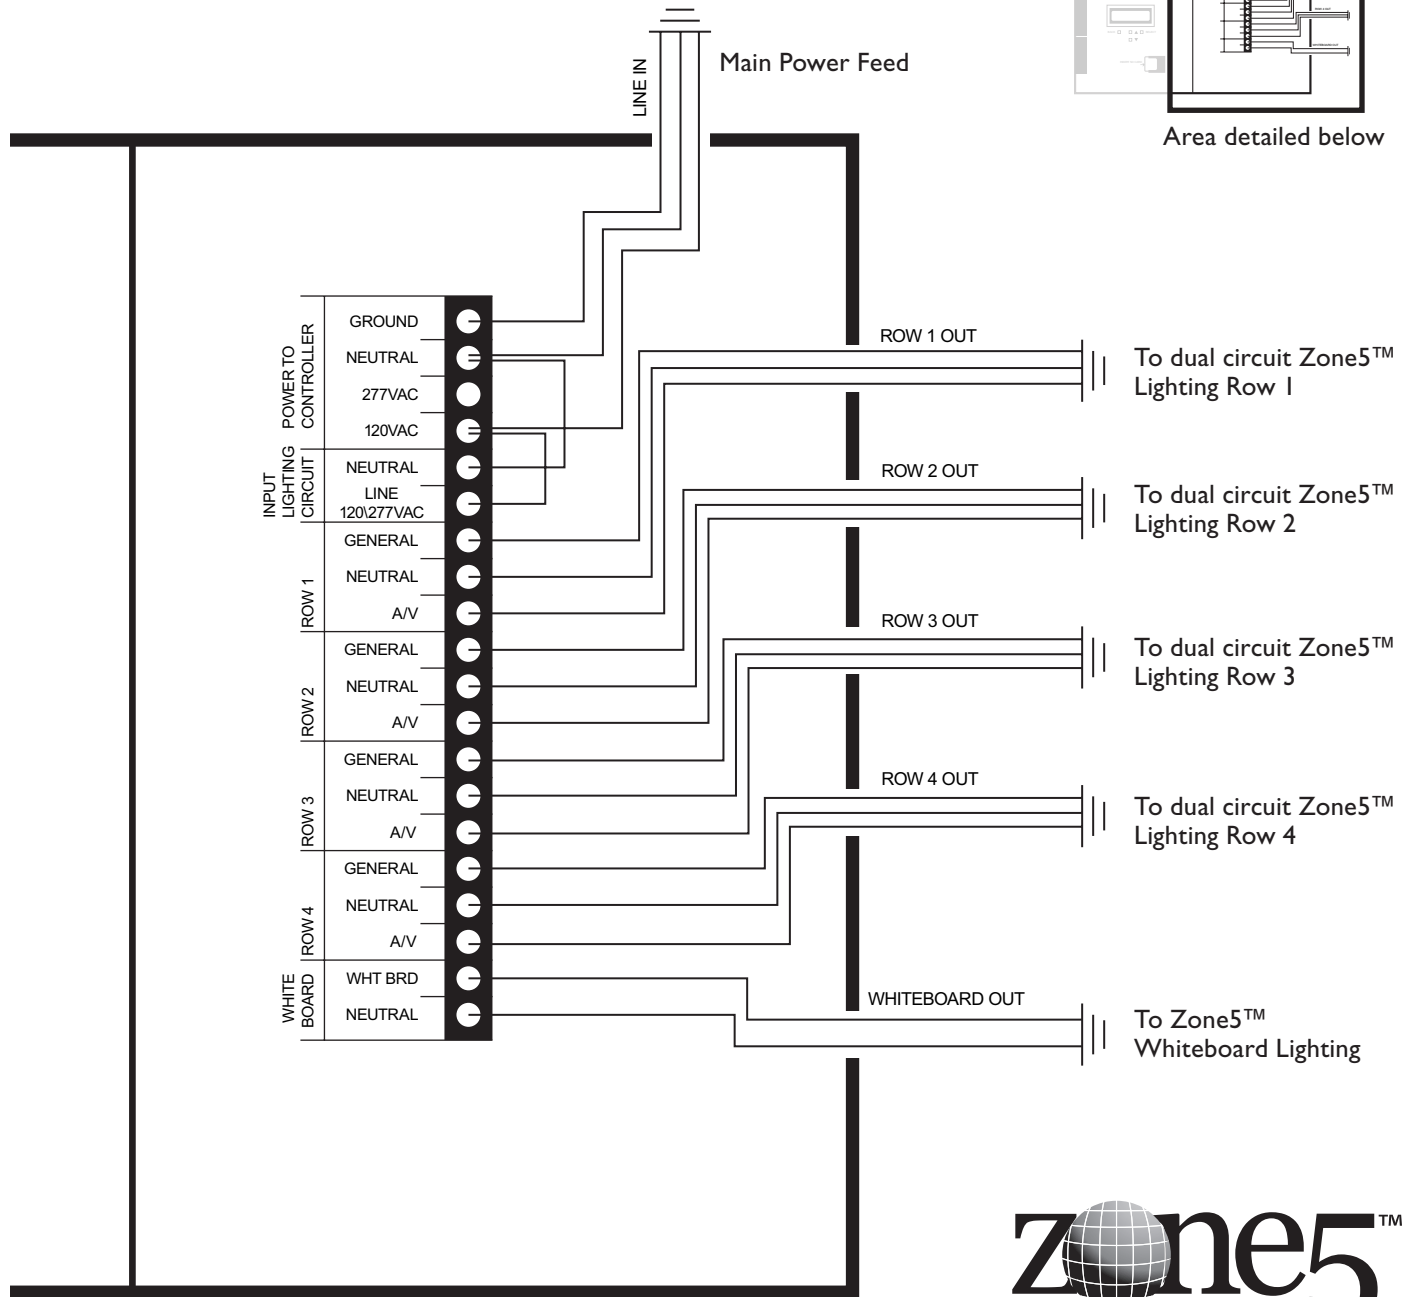 LINE IN
Main Power Feed
Area detailed below
POWER TO
CONTROLLER
GROUND
NEUTRAL
277VAC
120VAC
INPUT
LIGHTING
CIRCUIT
NEUTRAL
LINE
120\277VAC
ROW 1
GENERAL
NEUTRAL
A/V
ROW 2
GENERAL
NEUTRAL
A/V
ROW 3
GENERAL
NEUTRAL
A/V
ROW 4
GENERAL
NEUTRAL
A/V
WHITE
BOARD
WHT BRD
NEUTRAL
ROW 1 OUT
To dual circuit Zone5™
Lighting Row 1
ROW 2 OUT
To dual circuit Zone5™
Lighting Row 2
ROW 3 OUT
To dual circuit Zone5™
Lighting Row 3
ROW 4 OUT
To dual circuit Zone5™
Lighting Row 4
WHITEBOARD OUT
To Zone5™
Whiteboard Lighting
zone5™